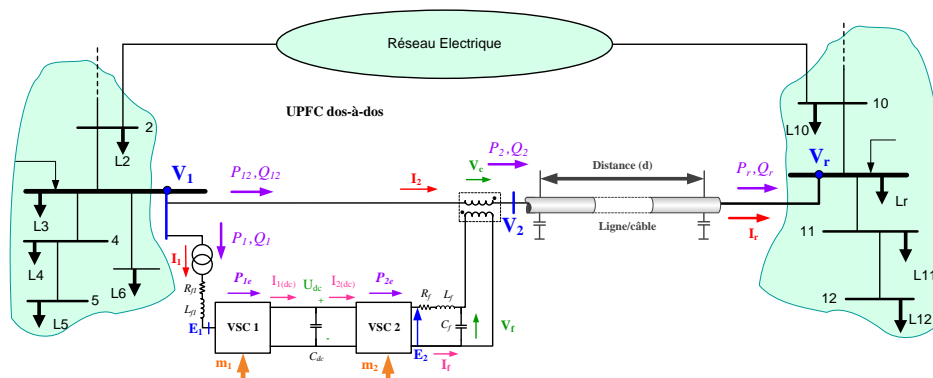 Réseau Electrique
UPFC dos-à-dos
2
L2
V1
P12,Q12
I2
Vc
P2,Q2
Distance (d)
Pr,Qr
10
L10
Vr
L3
P1,Q1
V2
Ligne/câble
Ir
Lr
4
L4
L6
I1
11
L11
5
L5
Rf1
Lf1
P1e
I1(dc)
Udc
I2(dc)
P2e
Rf
Lf
12
L12
E1
VSC 1
+
-
VSC 2
Cf
Vf
E2
m1
Cdc
m2
If